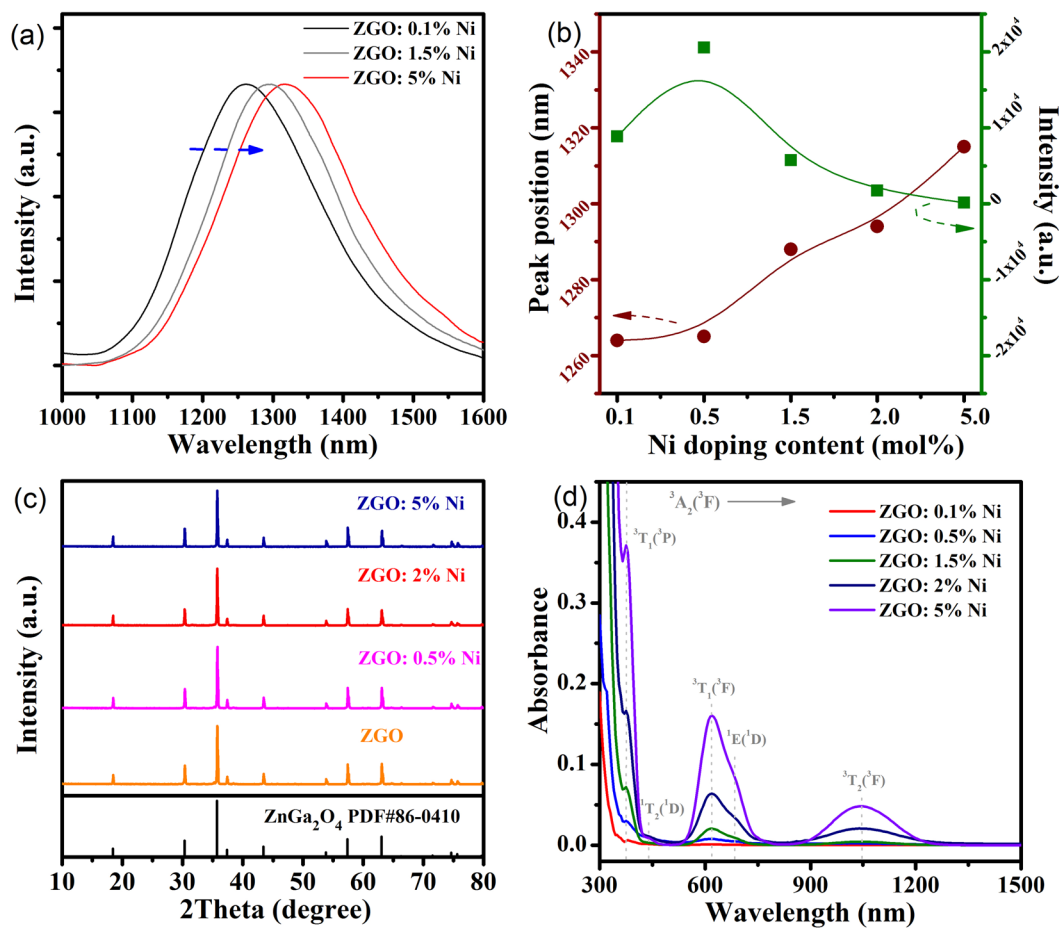 (a)
ZGO: 0.1% Ni
ZGO: 1.5% Ni
ZGO: 5% Ni
Intensity (a.u.)
1000 1100 1200 1300 1400 1500 1600
Wavelength (nm)
(b)
1340
1320
1300
1280
1260
Peak position (nm)
2x10⁴
1x10⁴
0
-1x10⁴
-2x10⁴
Intensity (a.u.)
0.1 0.5 1.5 2.0 5.0
Ni doping content (mol%)
(c)
ZGO: 5% Ni
ZGO: 2% Ni
ZGO: 0.5% Ni
ZGO
ZnGa₂O₄ PDF#86-0410
Intensity (a.u.)
10 20 30 40 50 60 70 80
2Theta (degree)
(d)
³A₂(³F)
ZGO: 0.1% Ni
ZGO: 0.5% Ni
ZGO: 1.5% Ni
ZGO: 2% Ni
ZGO: 5% Ni
³T₁(³P)
³T₁(³F)
¹E(¹D)
¹T₂(¹D)
³T₂(³F)
0.4
0.3
0.2
0.1
0.0
Absorbance
300 600 900 1200 1500
Wavelength (nm)